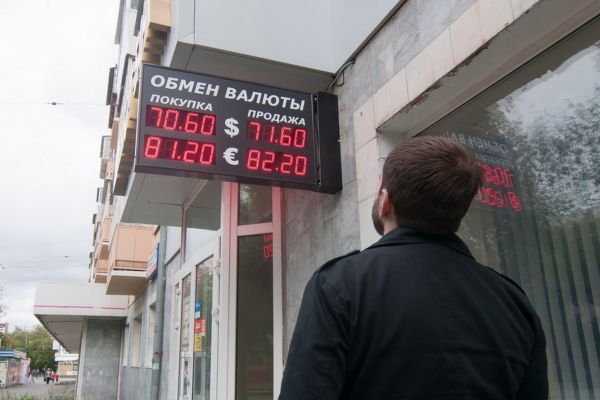 ОБМЕН ВАЛЮТЫ
ПОКУПКА ПРОДАЖА
70.60 $ 71.60
81.20 € 82.20